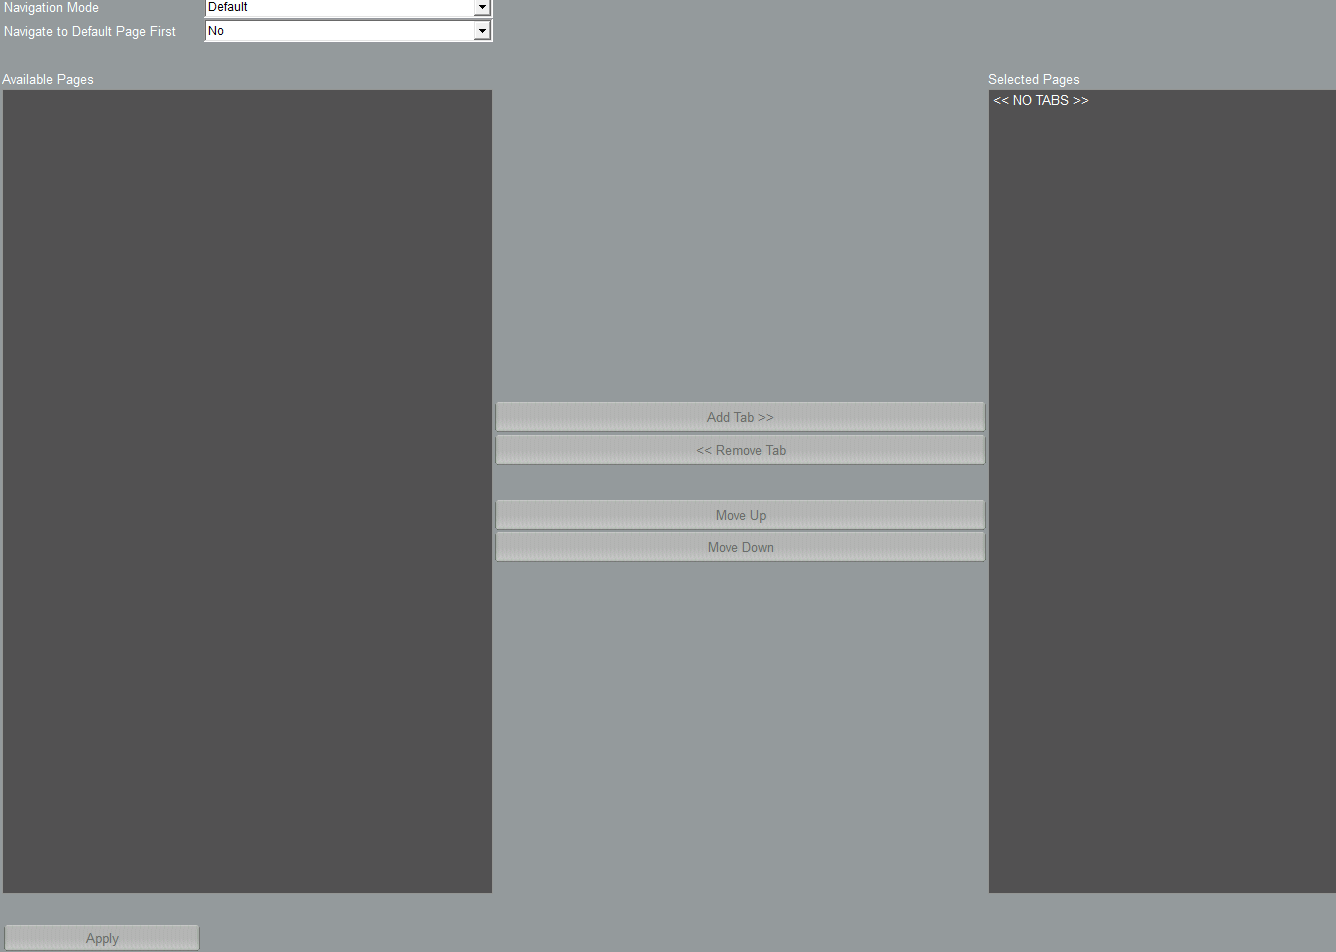 Navigation Mode Default
Navigate to Default Page First No
Available Pages
Selected Pages
<< NO TABS >>
Add Tab >>
<< Remove Tab
Move Up
Move Down
Apply